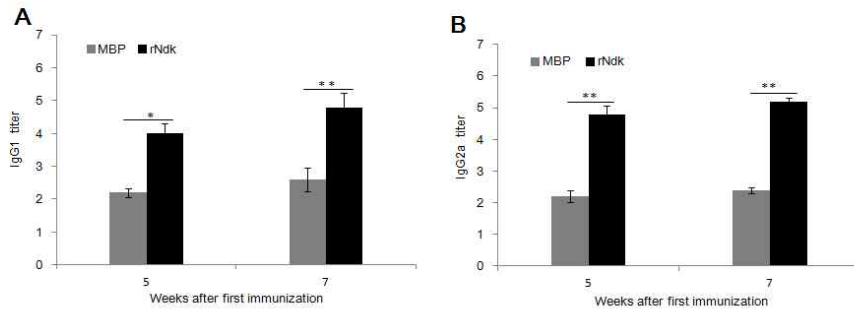 A
MBP rNdk
IgG1 titer
7
6
5
4
3
2
1
0
*
**
5 7
Weeks after first immunization
B
MBP rNdk
IgG2a titer
7
6
5
4
3
2
1
0
**
**
5 7
Weeks after first immunization